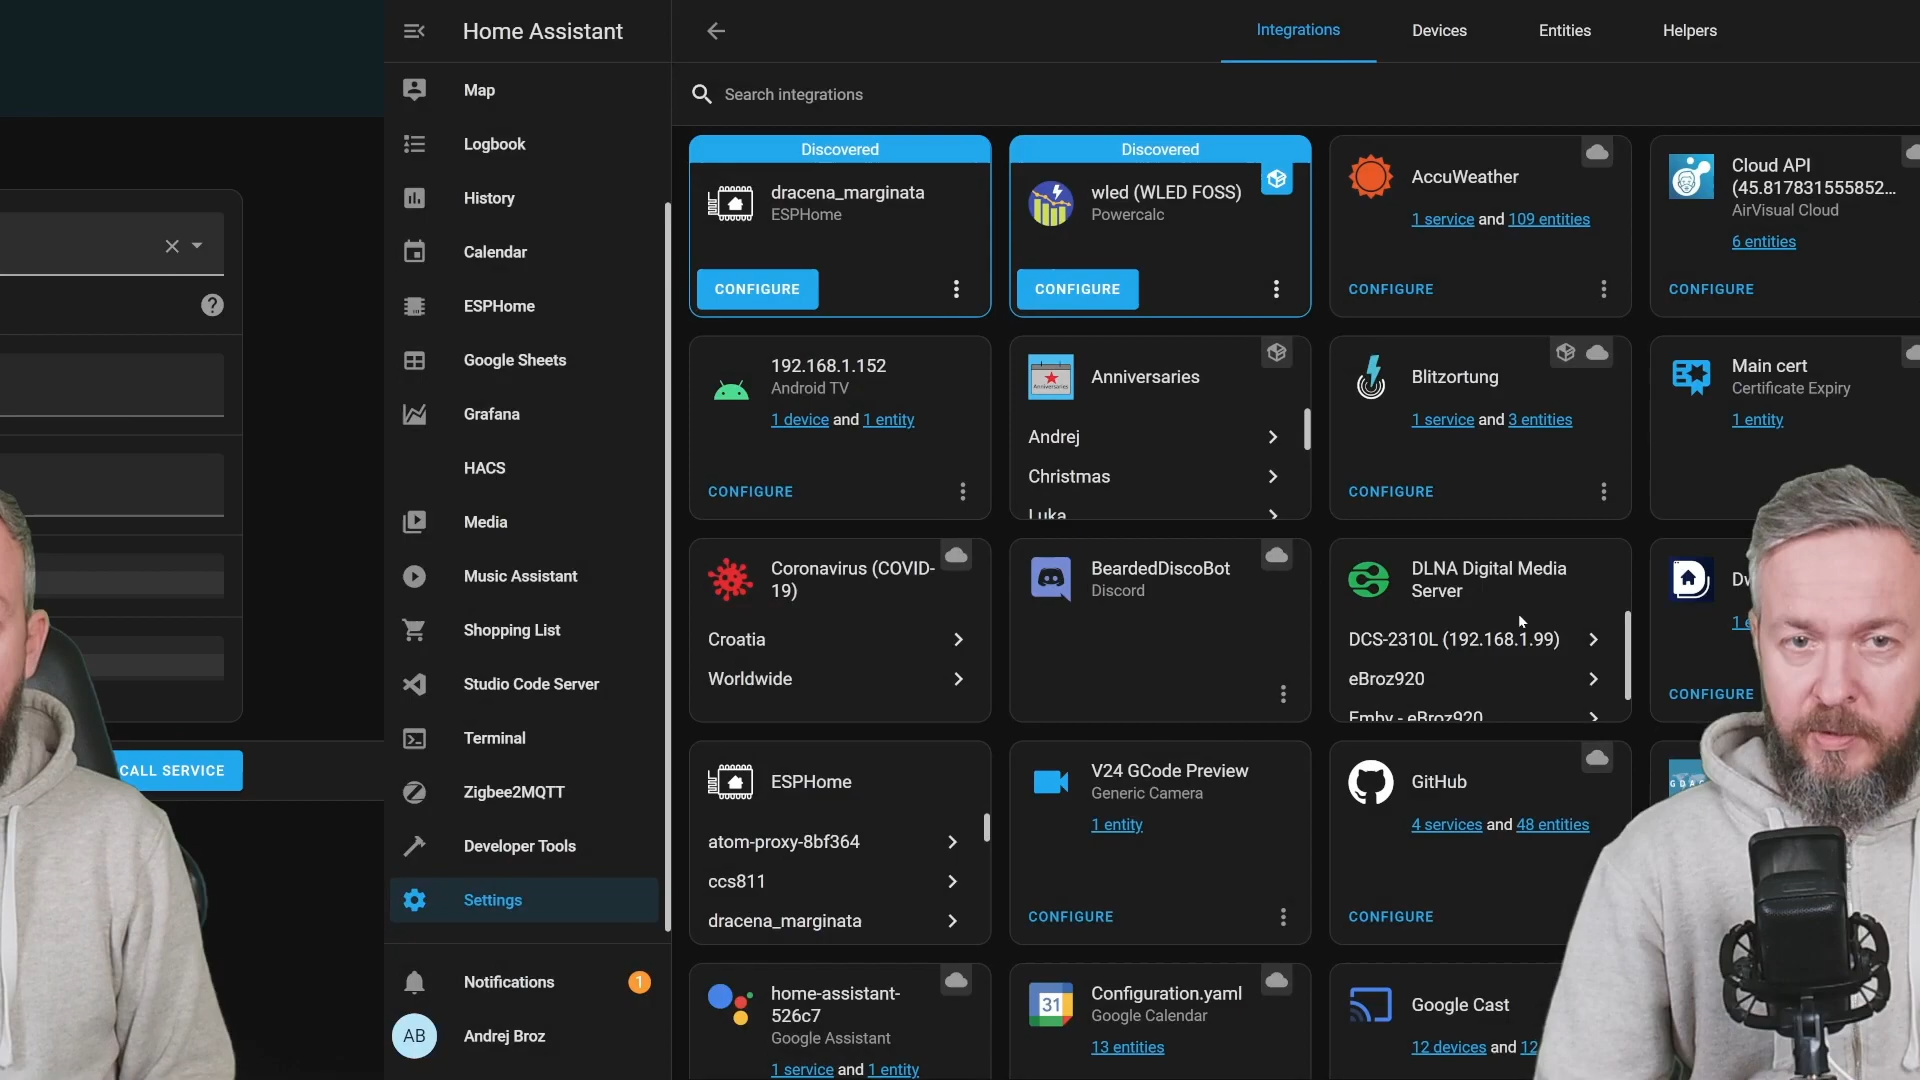 CALL SERVICE
Home Assistant
Map
Logbook
History
Calendar
ESPHome
Google Sheets
Grafana
HACS
Media
Music Assistant
Shopping List
Studio Code Server
Terminal
Zigbee2MQTT
Developer Tools
Settings
Notifications
1
AB
Andrej Broz
Integrations
Devices
Entities
Helpers
Search integrations
Discovered
dracena_marginata
ESPHome
CONFIGURE
Discovered
wled (WLED FOSS)
Powercalc
CONFIGURE
AccuWeather
1 service and 109 entities
CONFIGURE
Cloud API
(45.817831555852...
AirVisual Cloud
6 entities
CONFIGURE
192.168.1.152
Android TV
1 device and 1 entity
CONFIGURE
Anniversaries
Andrej
Christmas
Luka
Blitzortung
1 service and 3 entities
CONFIGURE
Main cert
Certificate Expiry
1 entity
Coronavirus (COVID-
19)
Croatia
Worldwide
BeardedDiscoBot
Discord
DLNA Digital Media
Server
DCS-2310L (192.168.1.99)
eBroz920
Emby - eBroz920
CONFIGURE
ESPHome
atom-proxy-8bf364
ccs811
dracena_marginata
V24 GCode Preview
Generic Camera
1 entity
CONFIGURE
GitHub
4 services and 48 entities
CONFIGURE
home-assistant-
526c7
Google Assistant
1 service and 1 entity
31
Configuration.yaml
Google Calendar
13 entities
Google Cast
12 devices and 12